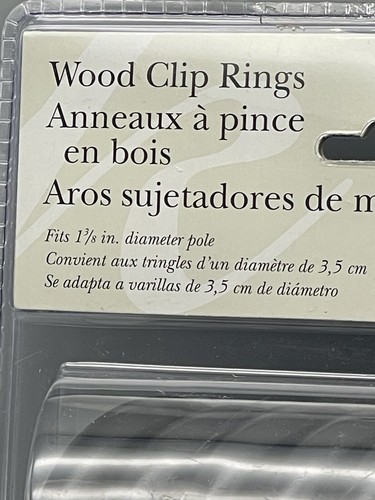 Wood Clip Rings
Anneaux à pince
en bois
Aros sujetadores de
Fits 1³/₈ in. diameter pole
Convient aux tringles d'un diamètre de 3,5 cm
Se adapta a varillas de 3,5 cm de diámetro